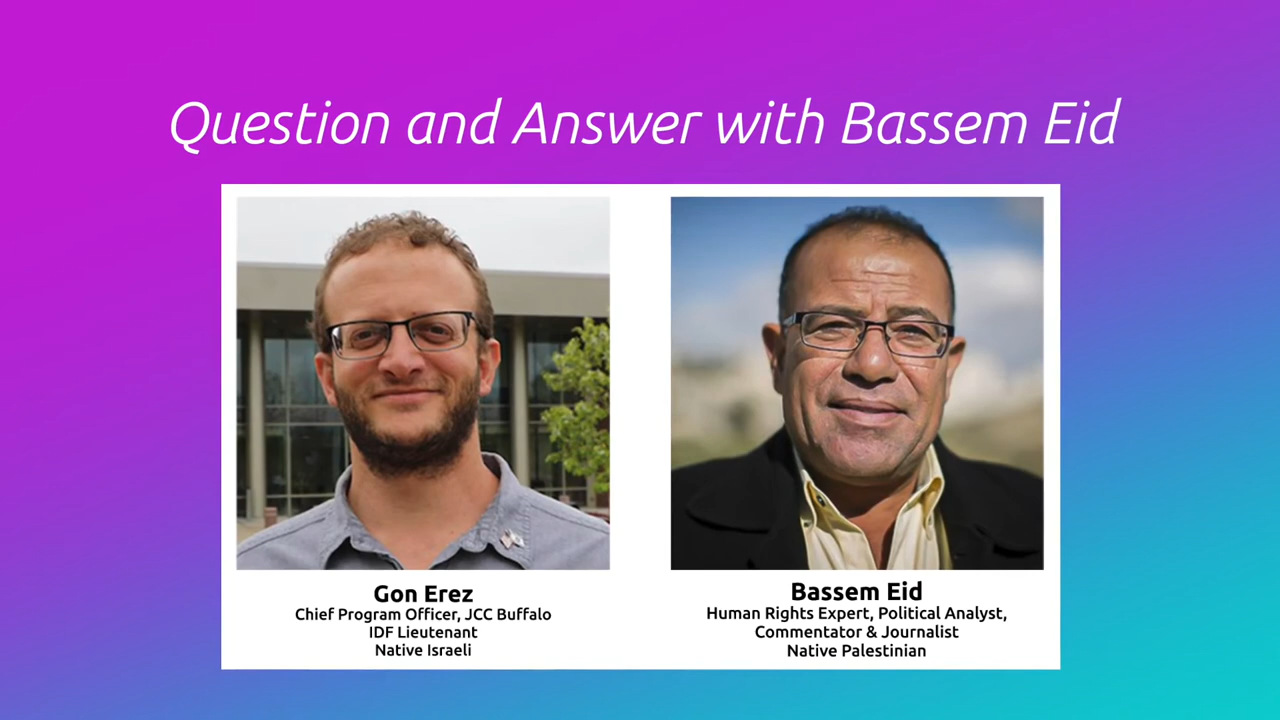 Question and Answer with Bassem Eid
Gon Erez
Chief Program Officer, JCC Buffalo
IDF Lieutenant
Native Israeli
Bassem Eid
Human Rights Expert, Political Analyst,
Commentator & Journalist
Native Palestinian